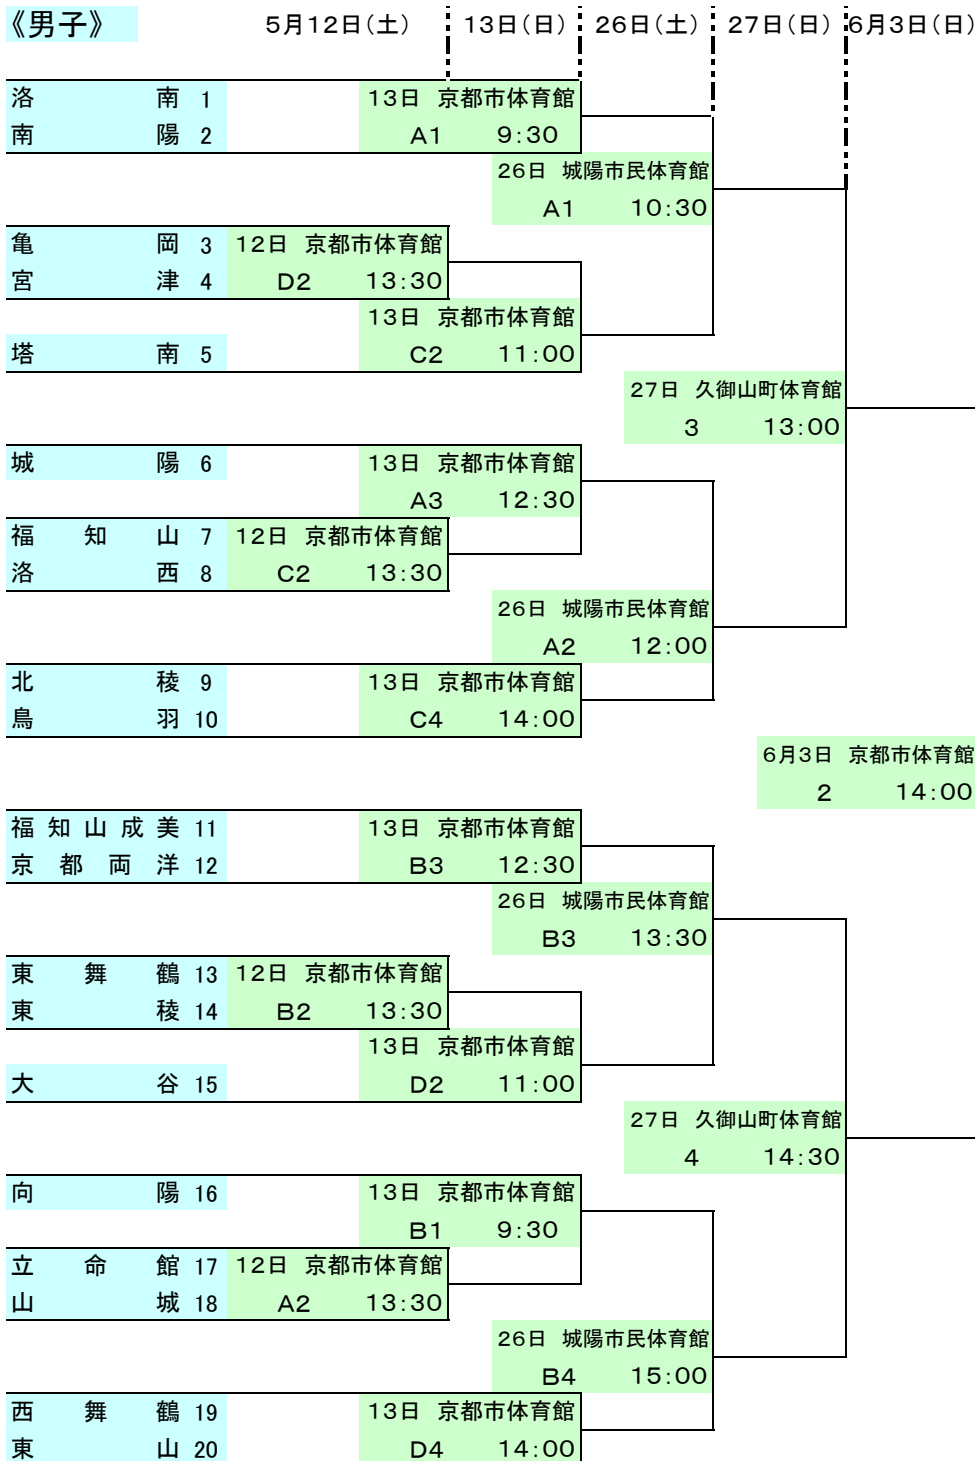 《男子》 5月12日(土) 13日(日) 26日(土) 27日(日) 6月3日(日)
洛南 1 13日 京都市体育館
南陽 2 A1 9:30
26日 城陽市民体育館
A1 10:30
亀岡 3 12日 京都市体育館
宮津 4 D2 13:30
13日 京都市体育館
塔南 5 C2 11:00
27日 久御山町体育館
3 13:00
城陽 6 13日 京都市体育館
A3 12:30
福知山 7 12日 京都市体育館
洛西 8 C2 13:30
26日 城陽市民体育館
A2 12:00
北稜 9 13日 京都市体育館
鳥羽 10 C4 14:00
6月3日 京都市体育館
2 14:00
福知山成美 11 13日 京都市体育館
京都両洋 12 B3 12:30
26日 城陽市民体育館
B3 13:30
東舞鶴 13 12日 京都市体育館
東稜 14 B2 13:30
13日 京都市体育館
大谷 15 D2 11:00
27日 久御山町体育館
4 14:30
向陽 16 13日 京都市体育館
B1 9:30
立命館 17 12日 京都市体育館
山城 18 A2 13:30
26日 城陽市民体育館
B4 15:00
西舞鶴 19 13日 京都市体育館
東山 20 D4 14:00